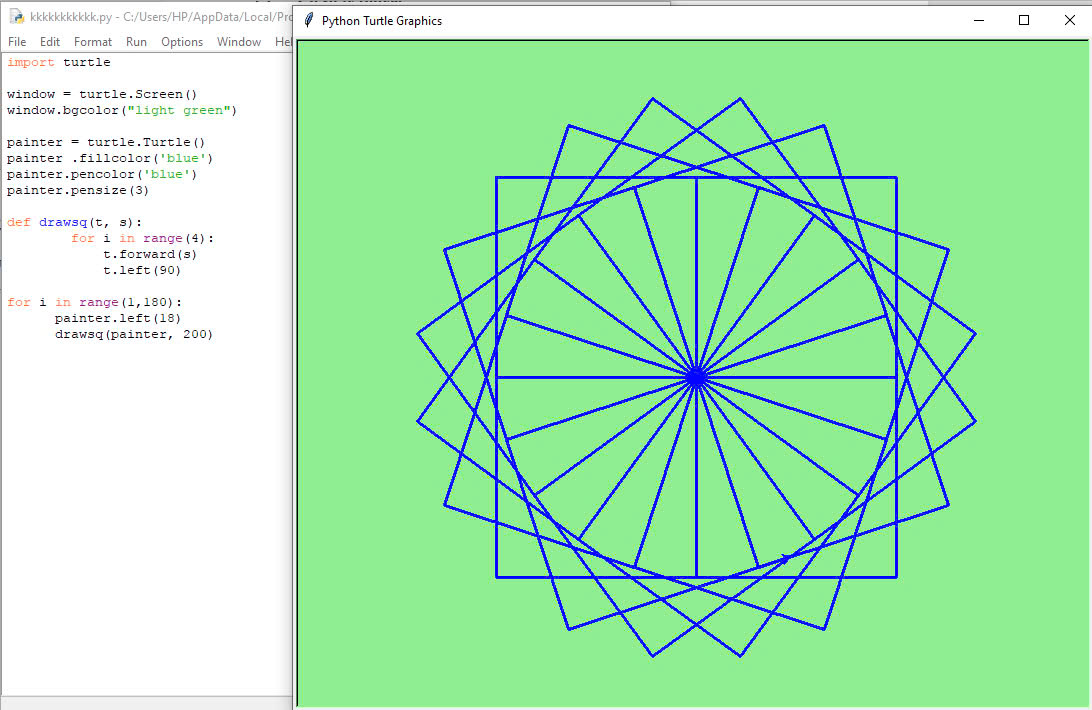 kkkkkkkkkkk.py - C:/Users/HP/AppData/Local/Pro
Python Turtle Graphics
File Edit Format Run Options Window Hel
import turtle
window = turtle.Screen()
window.bgcolor("light green")
painter = turtle.Turtle()
painter .fillcolor('blue')
painter.pencolor('blue')
painter.pensize(3)
def drawsq(t, s):
for i in range(4):
t.forward(s)
t.left(90)
for i in range(1,180):
painter.left(18)
drawsq(painter, 200)